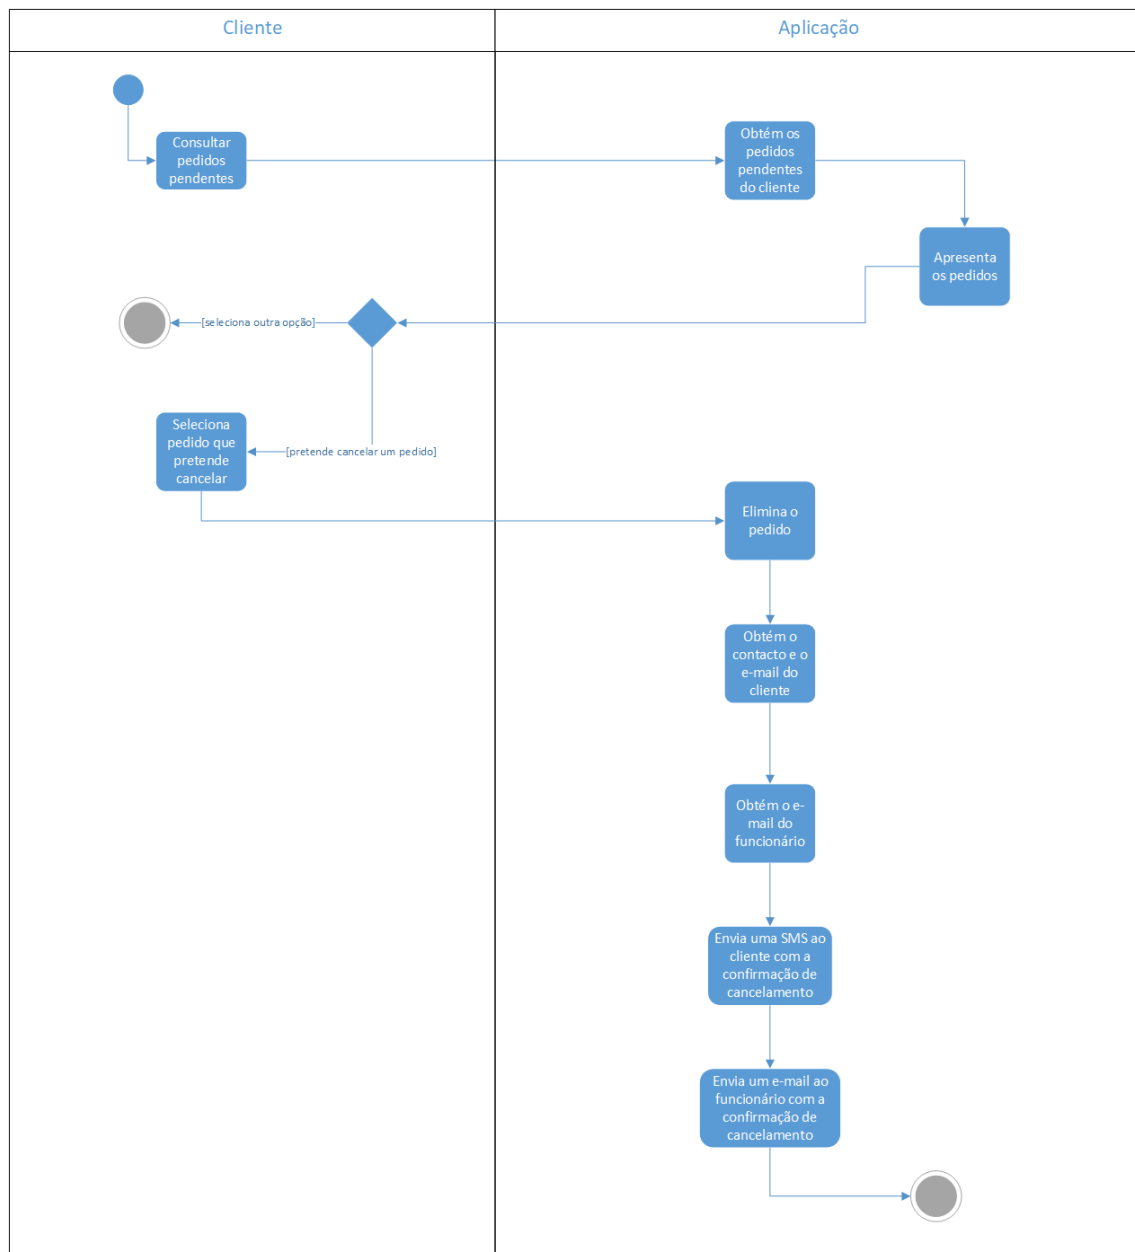 Cliente
Aplicação
Consultar
pedidos
pendentes
Obtém os
pedidos
pendentes
do cliente
Apresenta
os pedidos
[seleciona outra opção]
Seleciona
pedido que
pretende
cancelar
[pretende cancelar um pedido]
Elimina o
pedido
Obtém o
contacto e o
e-mail do
cliente
Obtém o e-
mail do
funcionário
Envia uma SMS ao
cliente com a
confirmação de
cancelamento
Envia um e-mail ao
funcionário com a
confirmação de
cancelamento